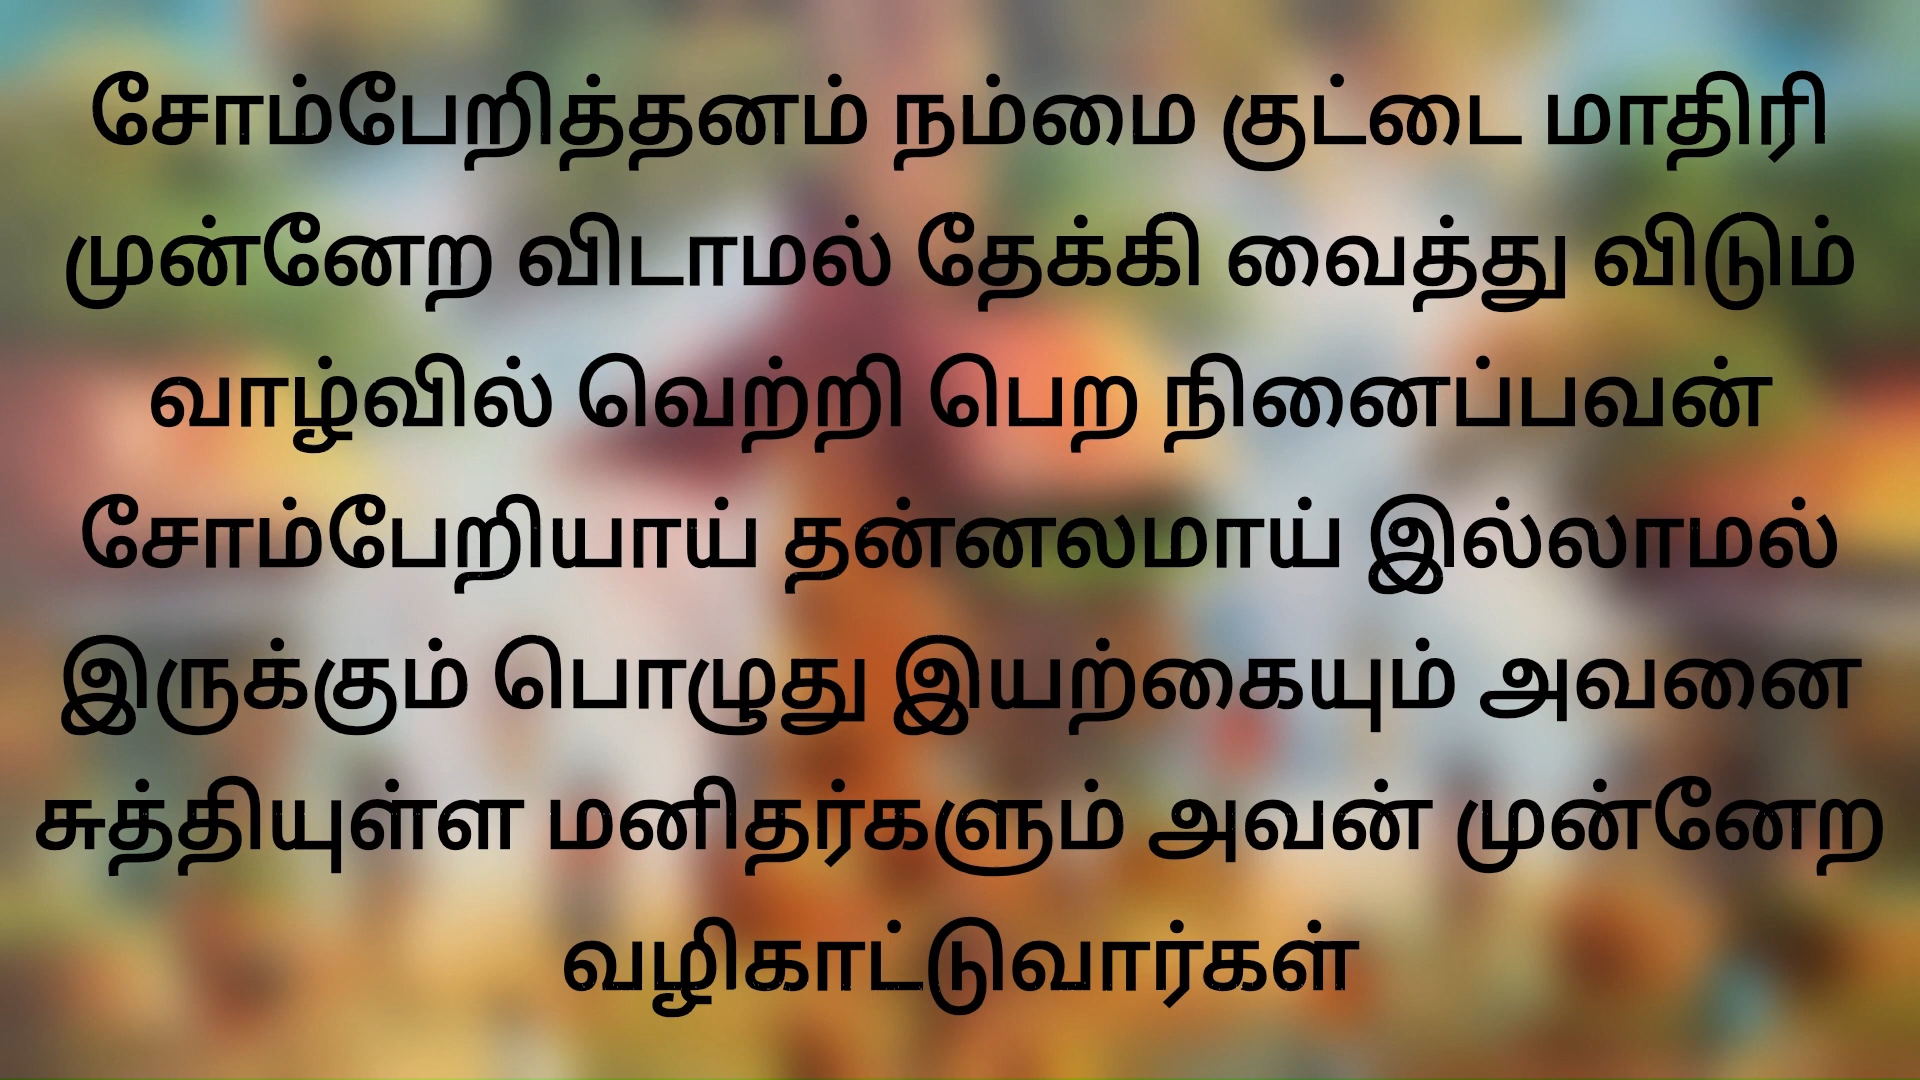 சோம்பேறித்தனம் நம்மை குட்டை மாதிரி
முன்னேற விடாமல் தேக்கி வைத்து விடும்
வாழ்வில் வெற்றி பெற நினைப்பவன்
சோம்பேறியாய் தன்னலமாய் இல்லாமல்
இருக்கும் பொழுது இயற்கையும் அவனை
சுத்தியுள்ள மனிதர்களும் அவன் முன்னேற
வழிகாட்டுவார்கள்